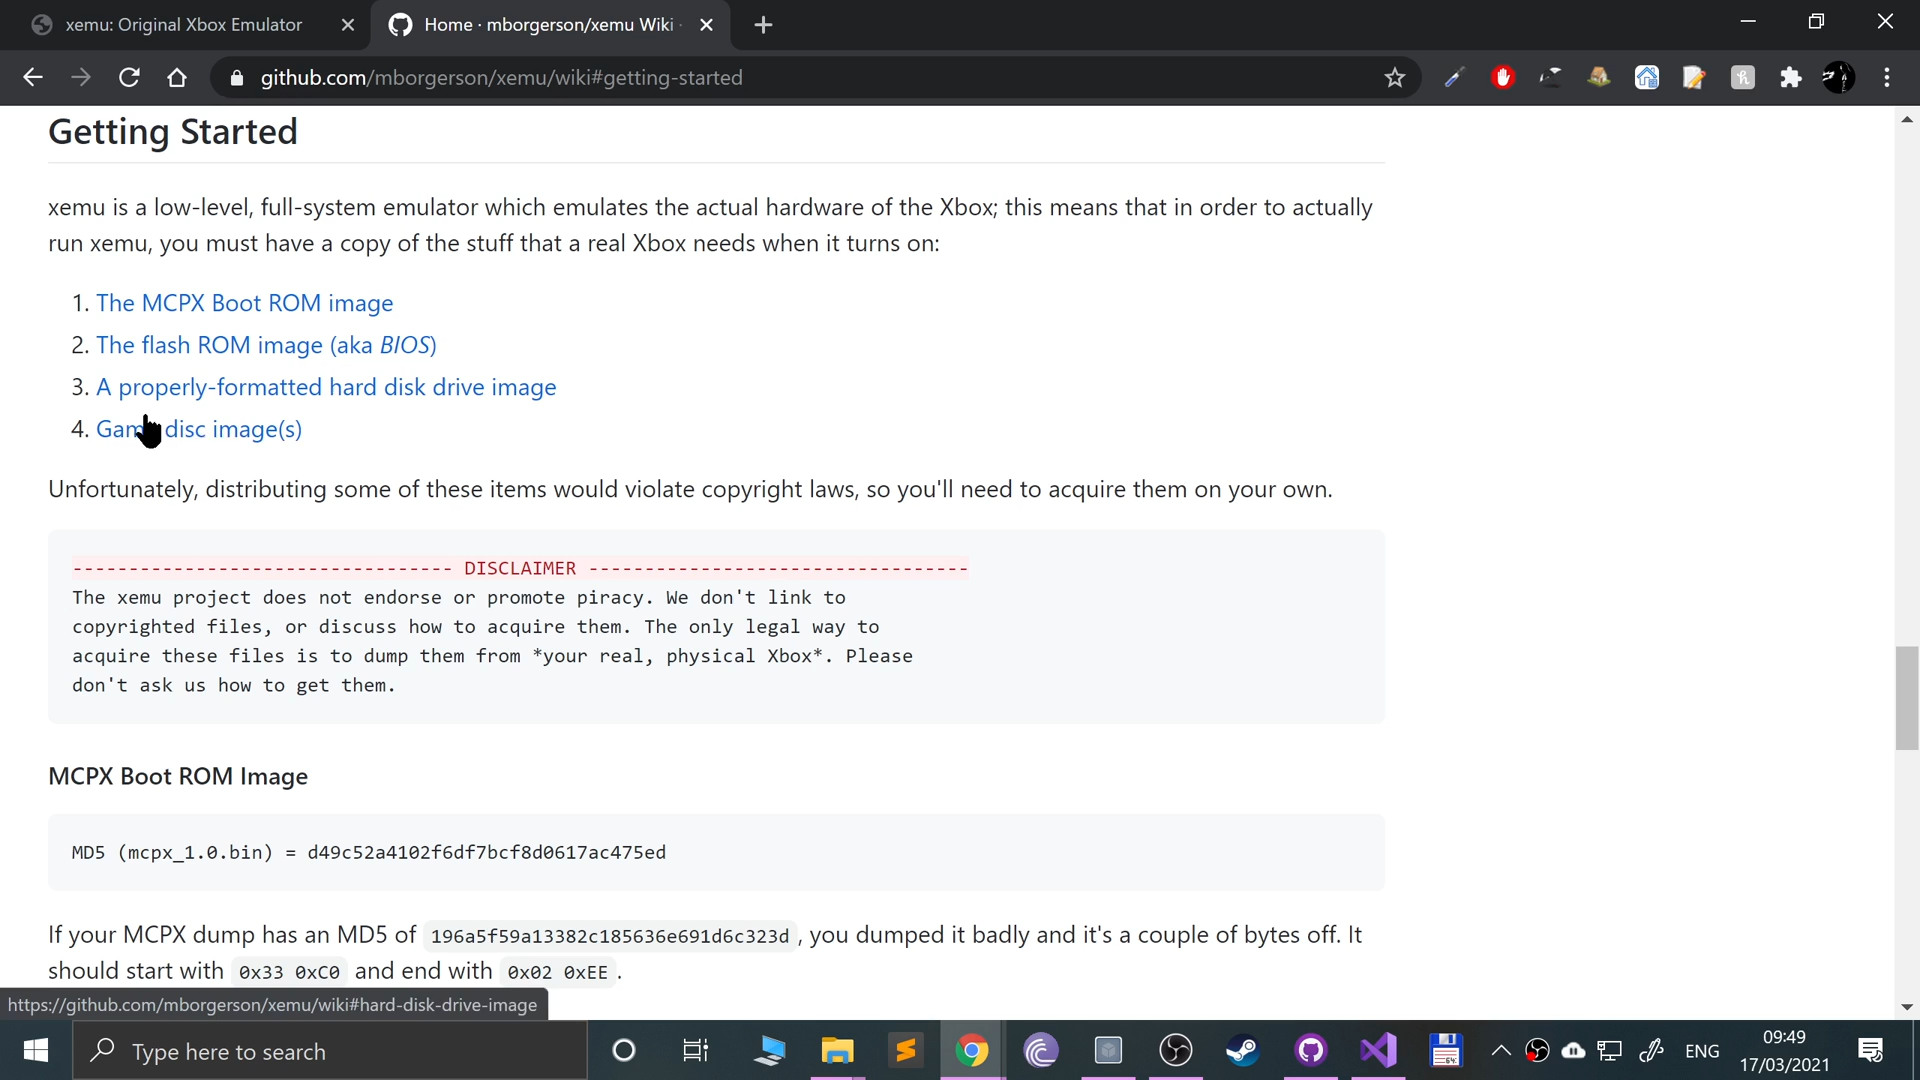 xemu: Original Xbox Emulator
Home · mborgerson/xemu Wiki ·
github.com/mborgerson/xemu/wiki#getting-started
Getting Started
xemu is a low-level, full-system emulator which emulates the actual hardware of the Xbox; this means that in order to actually
run xemu, you must have a copy of the stuff that a real Xbox needs when it turns on:
1. The MCPX Boot ROM image
2. The flash ROM image (aka BIOS)
3. A properly-formatted hard disk drive image
4. Game disc image(s)
Unfortunately, distributing some of these items would violate copyright laws, so you'll need to acquire them on your own.
---------------------------------- DISCLAIMER ----------------------------------
The xemu project does not endorse or promote piracy. We don't link to
copyrighted files, or discuss how to acquire them. The only legal way to
acquire these files is to dump them from *your real, physical Xbox*. Please
don't ask us how to get them.
MCPX Boot ROM Image
MD5 (mcpx_1.0.bin) = d49c52a4102f6df7bcf8d0617ac475ed
If your MCPX dump has an MD5 of 196a5f59a13382c185636e691d6c323d, you dumped it badly and it's a couple of bytes off. It
should start with 0x33 0xC0 and end with 0x02 0xEE.
https://github.com/mborgerson/xemu/wiki#hard-disk-drive-image
Type here to search
64
ENG
09:49
17/03/2021